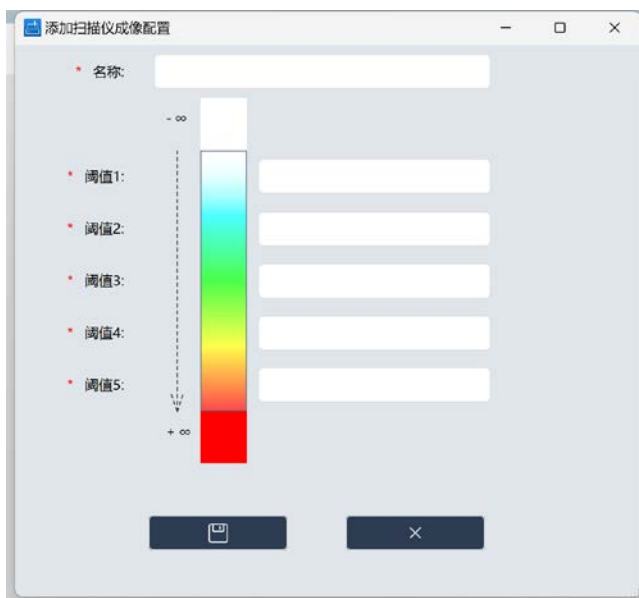 添加扫描仪成像配置
* 名称:
- ∞
* 阈值1:
* 阈值2:
* 阈值3:
* 阈值4:
* 阈值5:
+ ∞